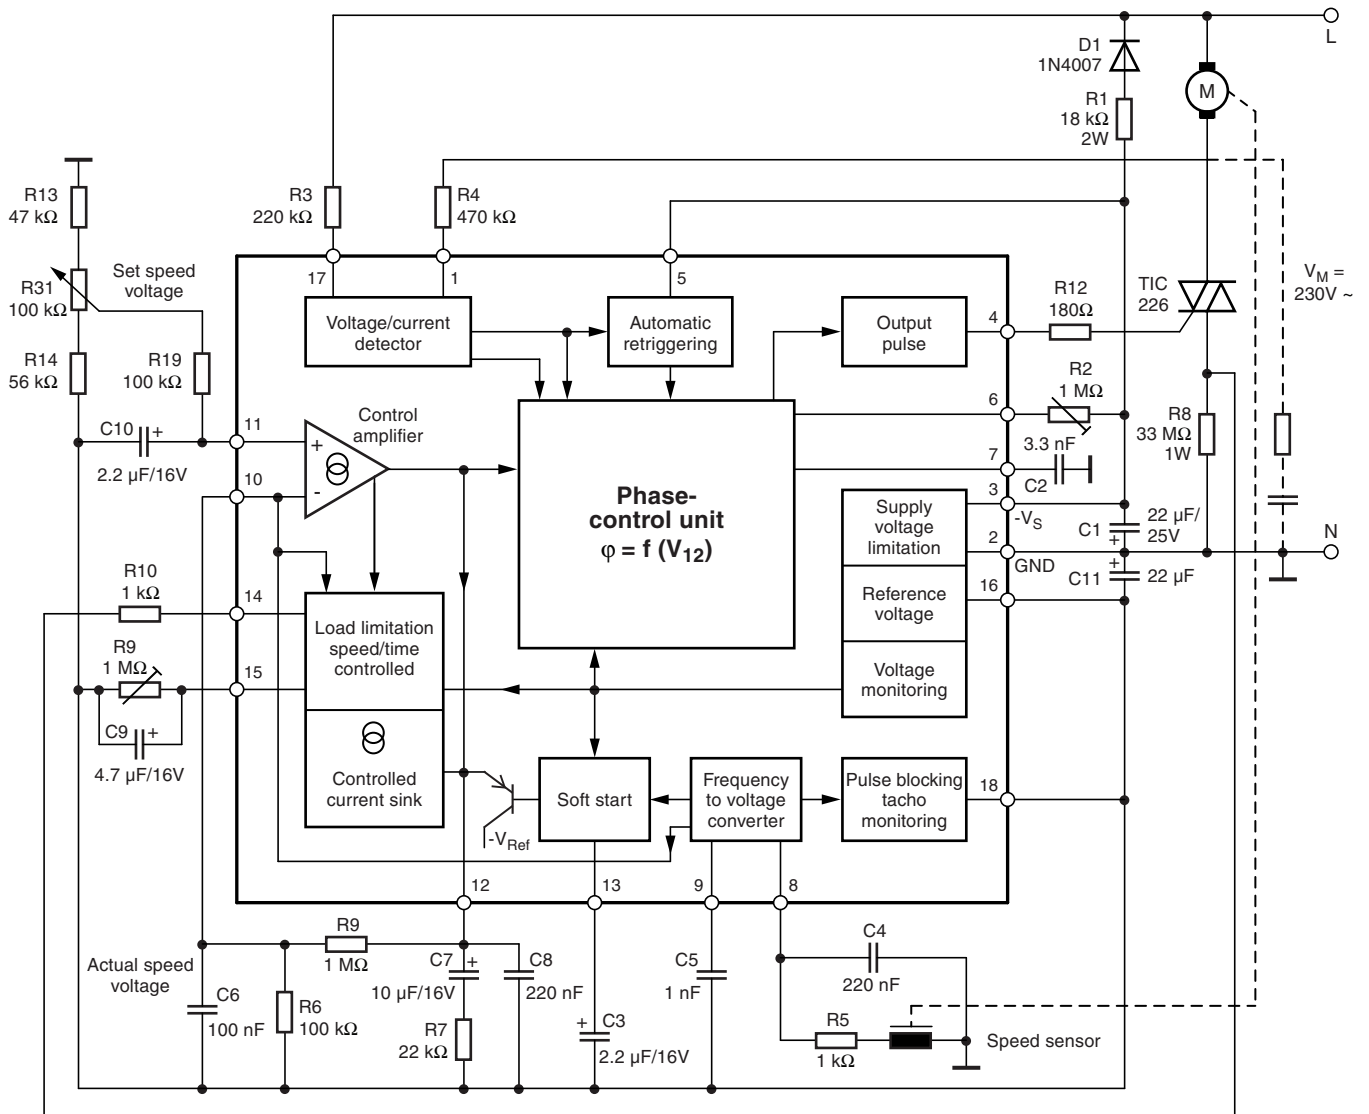 L
D1
1N4007
M
R1
18 kΩ
2W
R13
47 kΩ
R3
220 kΩ
R4
470 kΩ
Set speed
voltage
R31
100 kΩ
17
1
5
V_M =
230V ~
TIC
226
R12
180Ω
4
Voltage/current
detector
Automatic
retriggering
Output
pulse
R14
56 kΩ
R19
100 kΩ
R2
1 MΩ
6
C10
+
2.2 µF/16V
11
Control
amplifier
+
-
10
R8
33 MΩ
1W
3.3 nF
7
C2
Phase-
control unit
φ = f (V12)
3
-V_S
Supply
voltage
limitation
C1
+
22 µF/
25V
2
GND
N
R10
1 kΩ
14
C11
+
22 µF
16
Reference
voltage
Load limitation
speed/time
controlled
R9
1 MΩ
15
Voltage
monitoring
C9
+
4.7 µF/16V
Controlled
current sink
-V_Ref
Soft start
Frequency
to voltage
converter
Pulse blocking
tacho
monitoring
18
12
13
9
8
R9
1 MΩ
Actual speed
voltage
C6
100 nF
R6
100 kΩ
C7
+
10 µF/16V
R7
22 kΩ
C8
220 nF
C3
+
2.2 µF/16V
C5
1 nF
C4
220 nF
R5
1 kΩ
Speed sensor